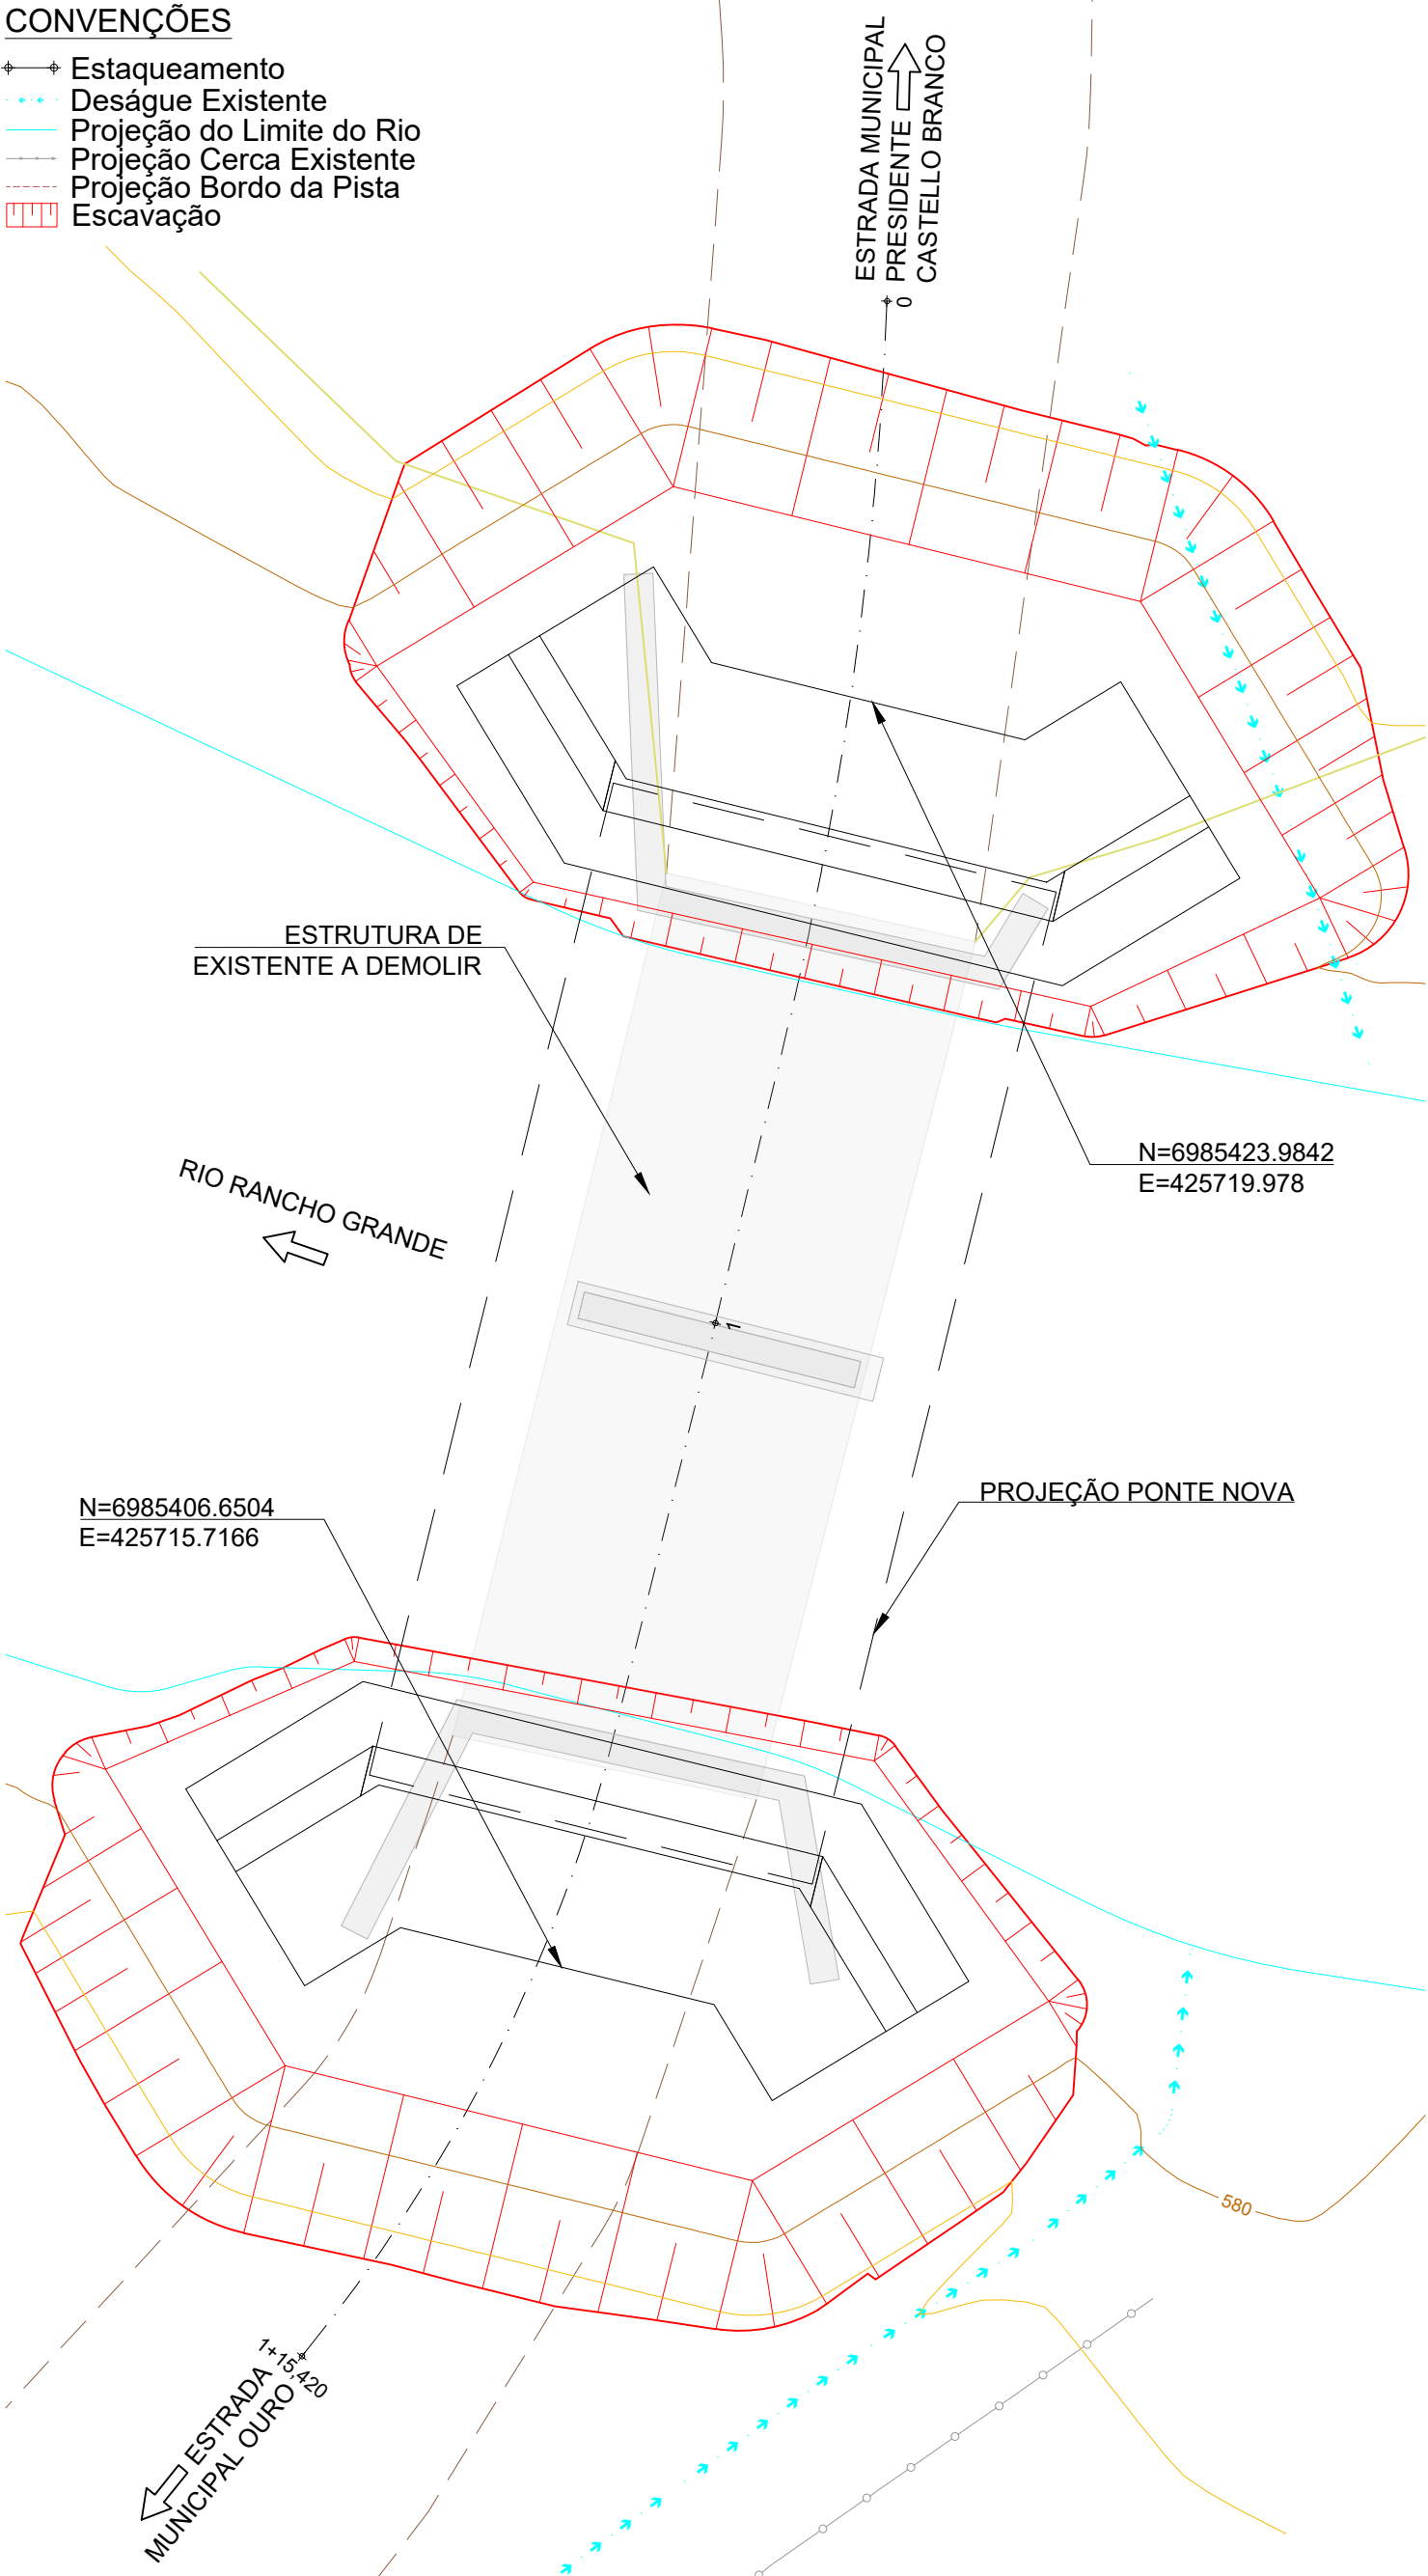 CONVENÇÕES
Estaqueamento
Deságue Existente
Projeção do Limite do Rio
Projeção Cerca Existente
Projeção Bordo da Pista
Escavação
ESTRADA MUNICIPAL
PRESIDENTE
CASTELLO BRANCO
0
ESTRUTURA DE
EXISTENTE A DEMOLIR
N=6985423.9842
E=425719.978
RIO RANCHO GRANDE
1
PROJEÇÃO PONTE NOVA
N=6985406.6504
E=425715.7166
580
1+15,420
ESTRADA
MUNICIPAL OURO